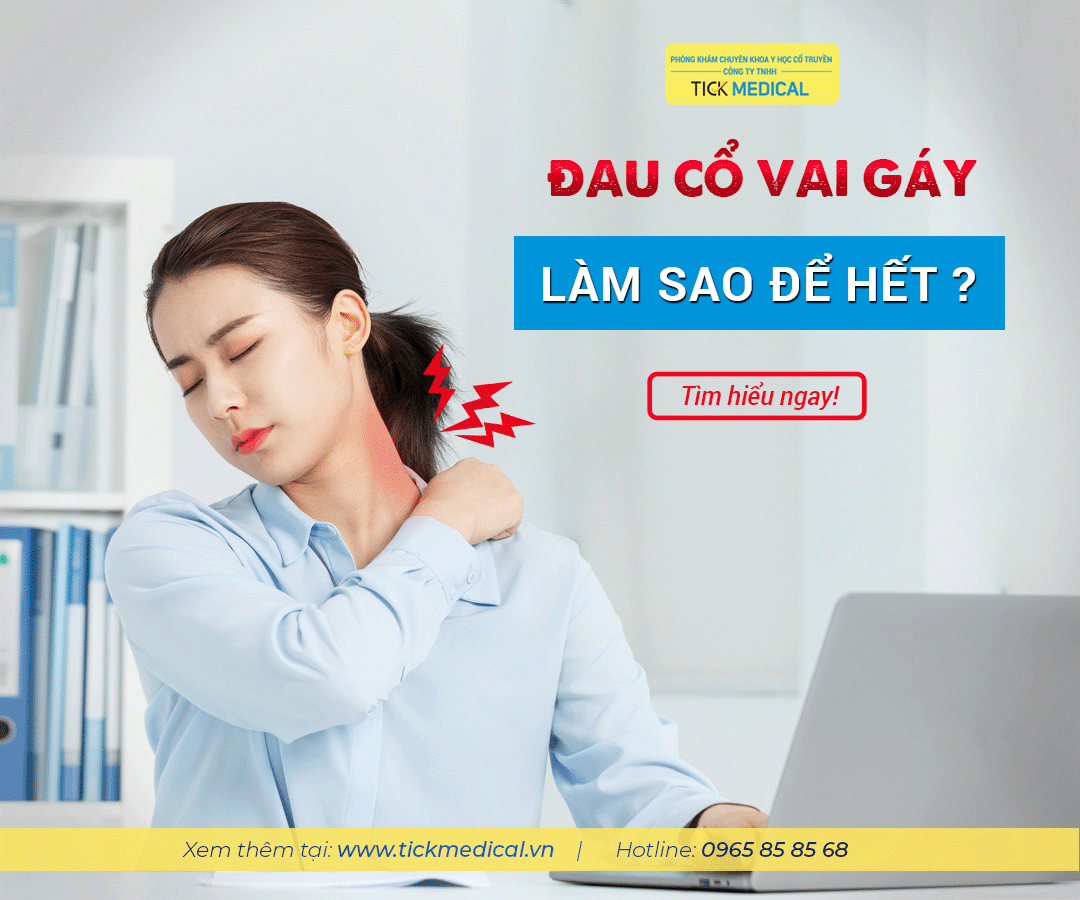 PHÒNG KHÁM CHUYÊN KHOA Y HỌC CỔ TRUYỀN
CÔNG TY TNHH
TICK MEDICAL
ĐAU CỔ VAI GÁY
LÀM SAO ĐỂ HẾT ?
Tìm hiểu ngay!
Xem thêm tại: www.tickmedical.vn | Hotline: 0965 85 85 68